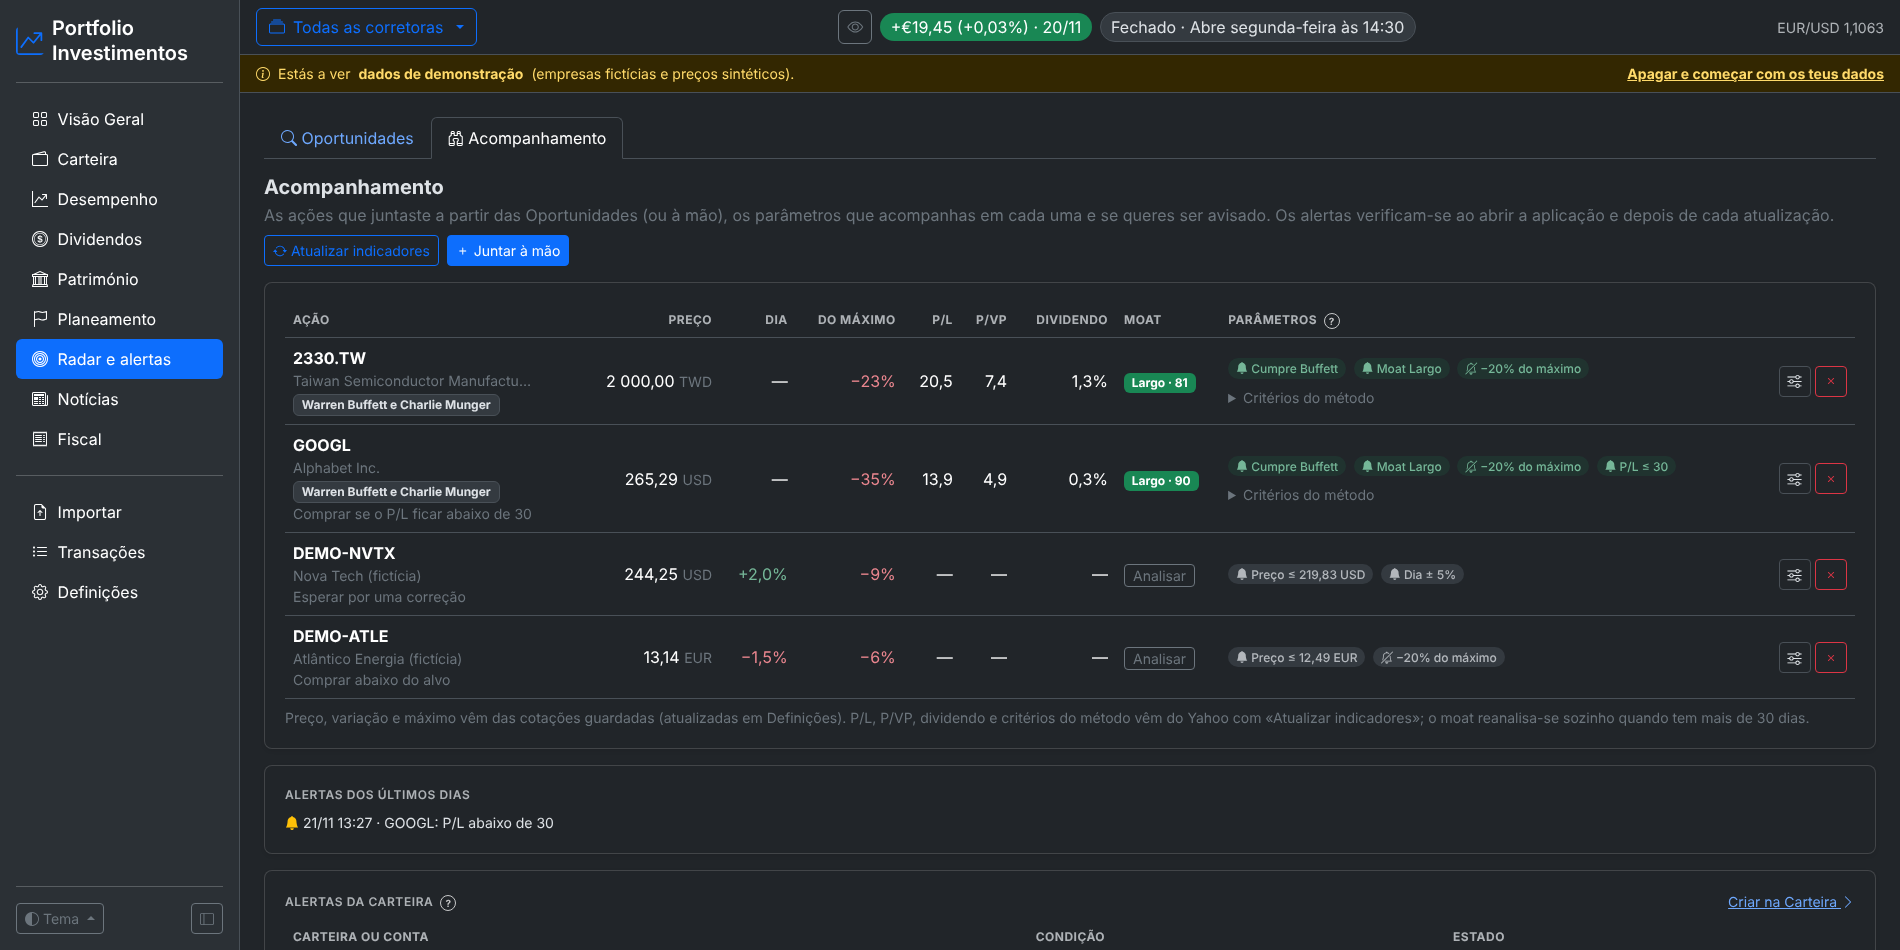 Portfolio
Investimentos
Visão Geral
Carteira
Desempenho
Dividendos
Património
Planeamento
Radar e alertas
Notícias
Fiscal
Importar
Transações
Definições
Tema
Todas as corretoras
+€19,45 (+0,03%) · 20/11
Fechado · Abre segunda-feira às 14:30
EUR/USD 1,1063
Estás a ver dados de demonstração (empresas fictícias e preços sintéticos).
Apagar e começar com os teus dados
Oportunidades
Acompanhamento
Acompanhamento
As ações que juntaste a partir das Oportunidades (ou à mão), os parâmetros que acompanhas em cada uma e se queres ser avisado. Os alertas verificam-se ao abrir a aplicação e depois de cada atualização.
Atualizar indicadores
+ Juntar à mão
AÇÃO PREÇO DIA DO MÁXIMO P/L P/VP DIVIDENDO MOAT PARÂMETROS ?
2330.TW
Taiwan Semiconductor Manufactu...
Warren Buffett e Charlie Munger
2 000,00 TWD — −23% 20,5 7,4 1,3% Largo · 81
Cumpre Buffett Moat Largo −20% do máximo
Critérios do método
GOOGL
Alphabet Inc.
Warren Buffett e Charlie Munger
Comprar se o P/L ficar abaixo de 30
265,29 USD — −35% 13,9 4,9 0,3% Largo · 90
Cumpre Buffett Moat Largo −20% do máximo P/L ≤ 30
Critérios do método
DEMO-NVTX
Nova Tech (fictícia)
Esperar por uma correção
244,25 USD +2,0% −9% — — — Analisar
Preço ≤ 219,83 USD Dia ± 5%
DEMO-ATLE
Atlântico Energia (fictícia)
Comprar abaixo do alvo
13,14 EUR −1,5% −6% — — — Analisar
Preço ≤ 12,49 EUR −20% do máximo
Preço, variação e máximo vêm das cotações guardadas (atualizadas em Definições). P/L, P/VP, dividendo e critérios do método vêm do Yahoo com «Atualizar indicadores»; o moat reanalisa-se sozinho quando tem mais de 30 dias.
ALERTAS DOS ÚLTIMOS DIAS
21/11 13:27 · GOOGL: P/L abaixo de 30
ALERTAS DA CARTEIRA ?
Criar na Carteira
CARTEIRA OU CONTA CONDIÇÃO ESTADO